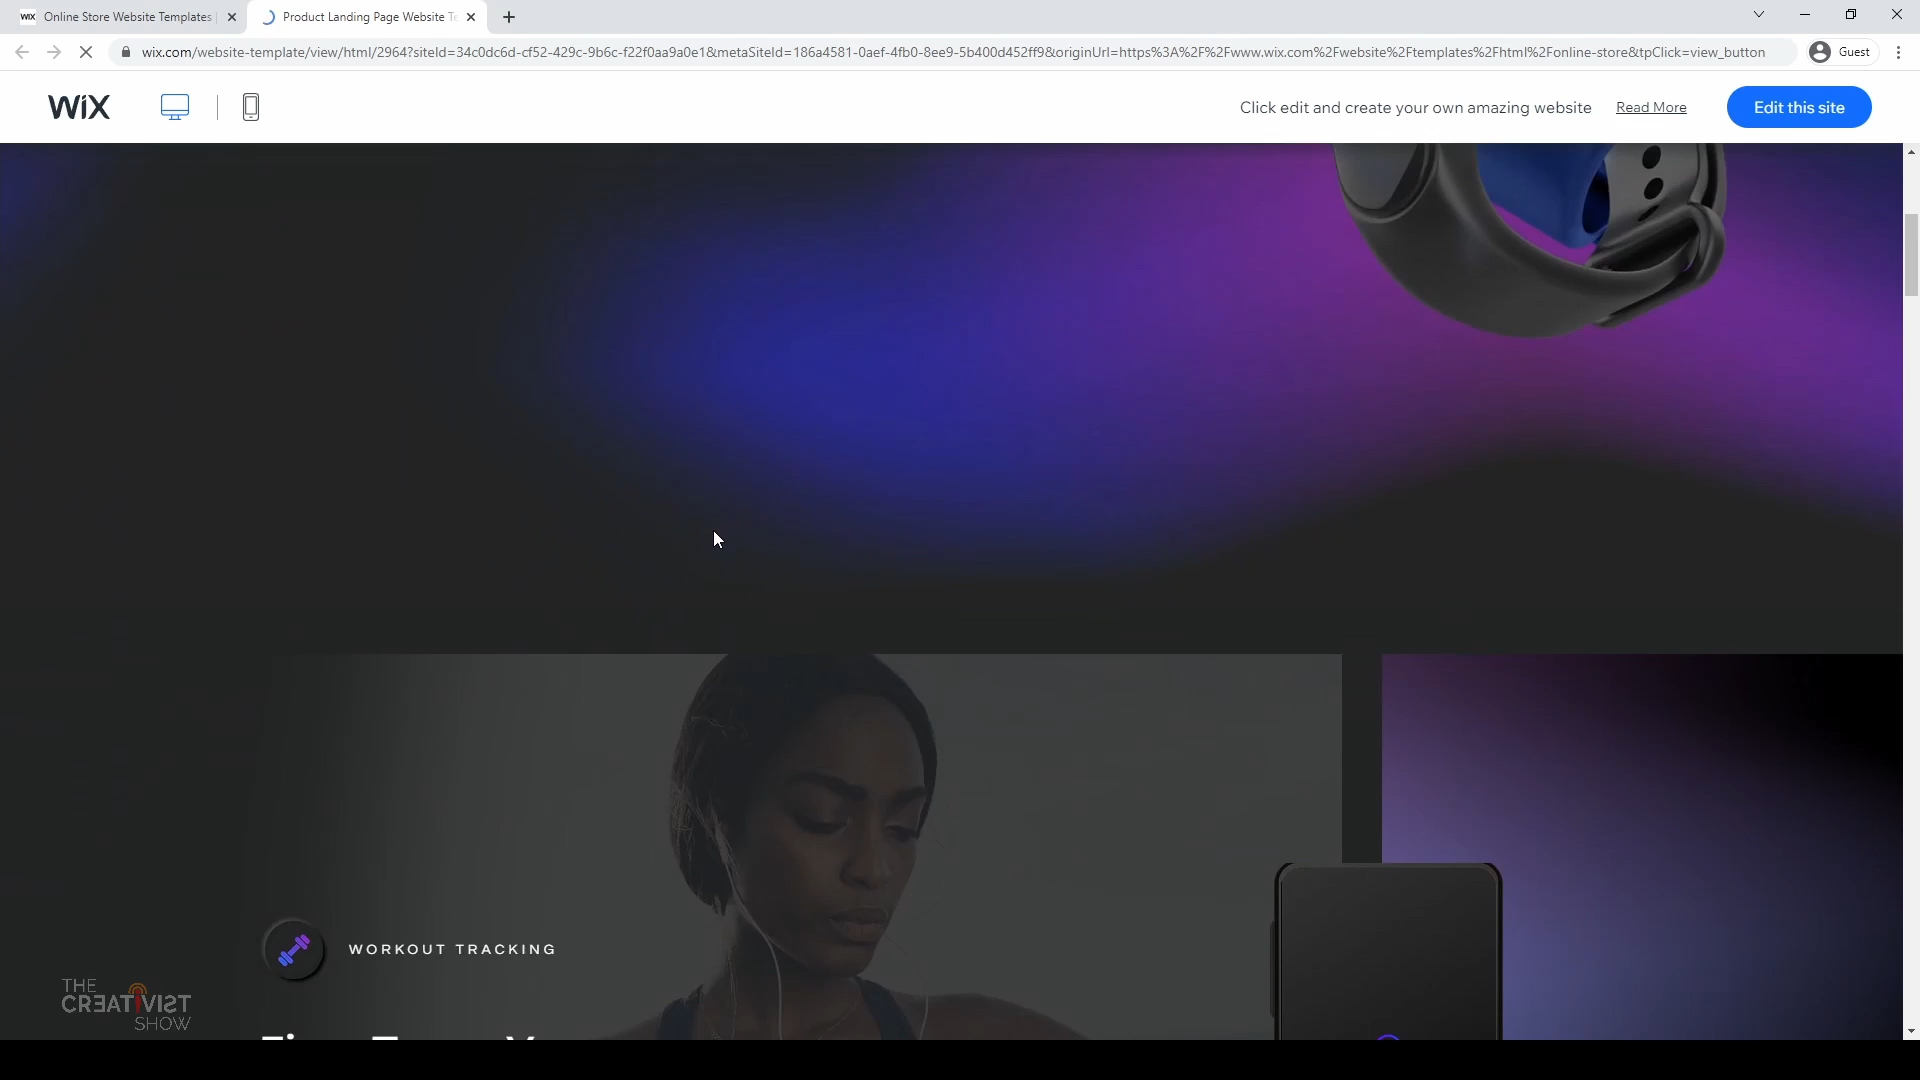 WIX Online Store Website Templates
Product Landing Page Website Te
wix.com/website-template/view/html/2964?siteId=34c0dc6d-cf52-429c-9b6c-f22f0aa9a0e1&metaSiteId=186a4581-0aef-4fb0-8ee9-5b400d452ff9&originUrl=https%3A%2F%2Fwww.wix.com%2Fwebsite%2Ftemplates%2Fhtml%2Fonline-store&tpClick=view_button
Guest
WiX
Click edit and create your own amazing website
Read More
Edit this site
WORKOUT TRACKING
THE
CREATIVIST
SHOW